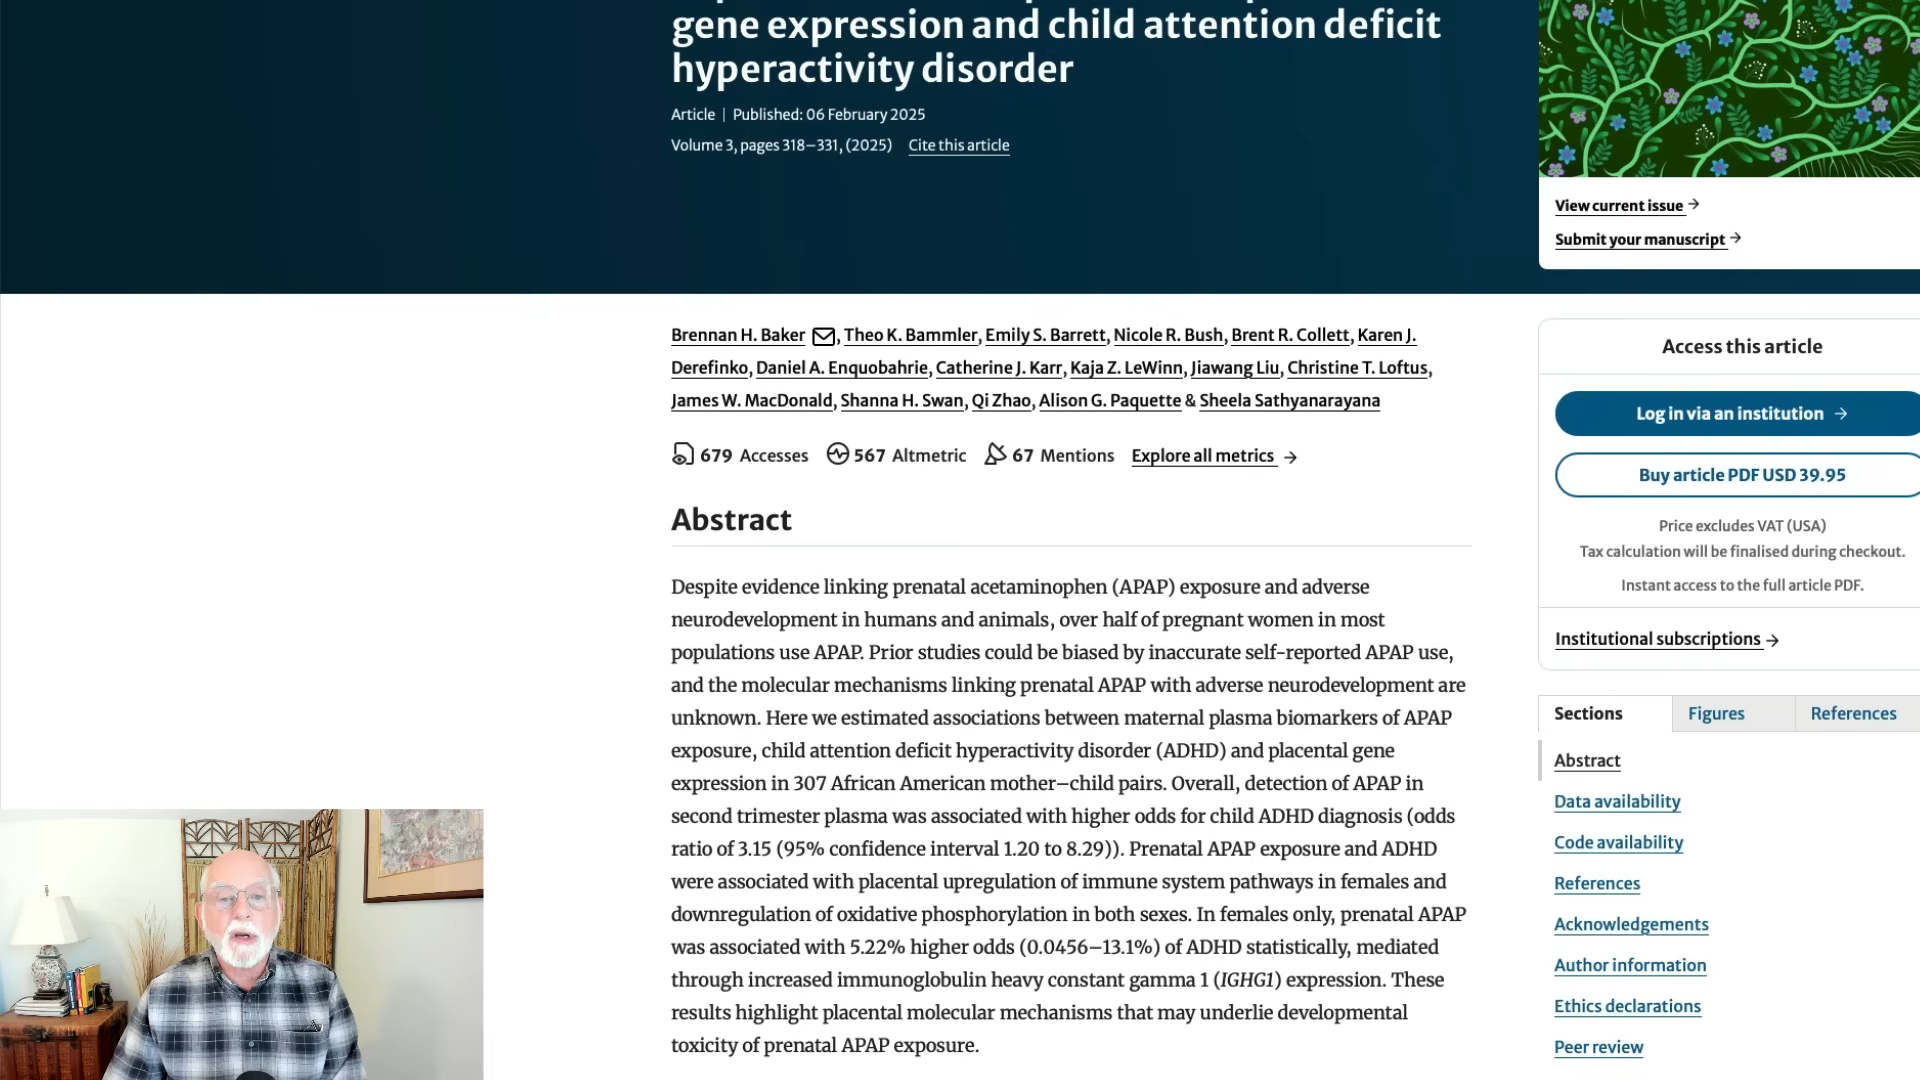 gene expression and child attention deficit
hyperactivity disorder
Article | Published: 06 February 2025
Volume 3, pages 318–331, (2025) Cite this article
View current issue →
Submit your manuscript →
Brennan H. Baker, Theo K. Bammler, Emily S. Barrett, Nicole R. Bush, Brent R. Collett, Karen J.
Derefinko, Daniel A. Enquobahrie, Catherine J. Karr, Kaja Z. LeWinn, Jiawang Liu, Christine T. Loftus,
James W. MacDonald, Shanna H. Swan, Qi Zhao, Alison G. Paquette & Sheela Sathyanarayana
679 Accesses 567 Altmetric 67 Mentions Explore all metrics →
Abstract
Despite evidence linking prenatal acetaminophen (APAP) exposure and adverse
neurodevelopment in humans and animals, over half of pregnant women in most
populations use APAP. Prior studies could be biased by inaccurate self-reported APAP use,
and the molecular mechanisms linking prenatal APAP with adverse neurodevelopment are
unknown. Here we estimated associations between maternal plasma biomarkers of APAP
exposure, child attention deficit hyperactivity disorder (ADHD) and placental gene
expression in 307 African American mother–child pairs. Overall, detection of APAP in
second trimester plasma was associated with higher odds for child ADHD diagnosis (odds
ratio of 3.15 (95% confidence interval 1.20 to 8.29)). Prenatal APAP exposure and ADHD
were associated with placental upregulation of immune system pathways in females and
downregulation of oxidative phosphorylation in both sexes. In females only, prenatal APAP
was associated with 5.22% higher odds (0.0456–13.1%) of ADHD statistically, mediated
through increased immunoglobulin heavy constant gamma 1 (IGHG1) expression. These
results highlight placental molecular mechanisms that may underlie developmental
toxicity of prenatal APAP exposure.
Access this article
Log in via an institution →
Buy article PDF USD 39.95
Price excludes VAT (USA)
Tax calculation will be finalised during checkout.
Instant access to the full article PDF.
Institutional subscriptions →
Sections Figures References
Abstract
Data availability
Code availability
References
Acknowledgements
Author information
Ethics declarations
Peer review